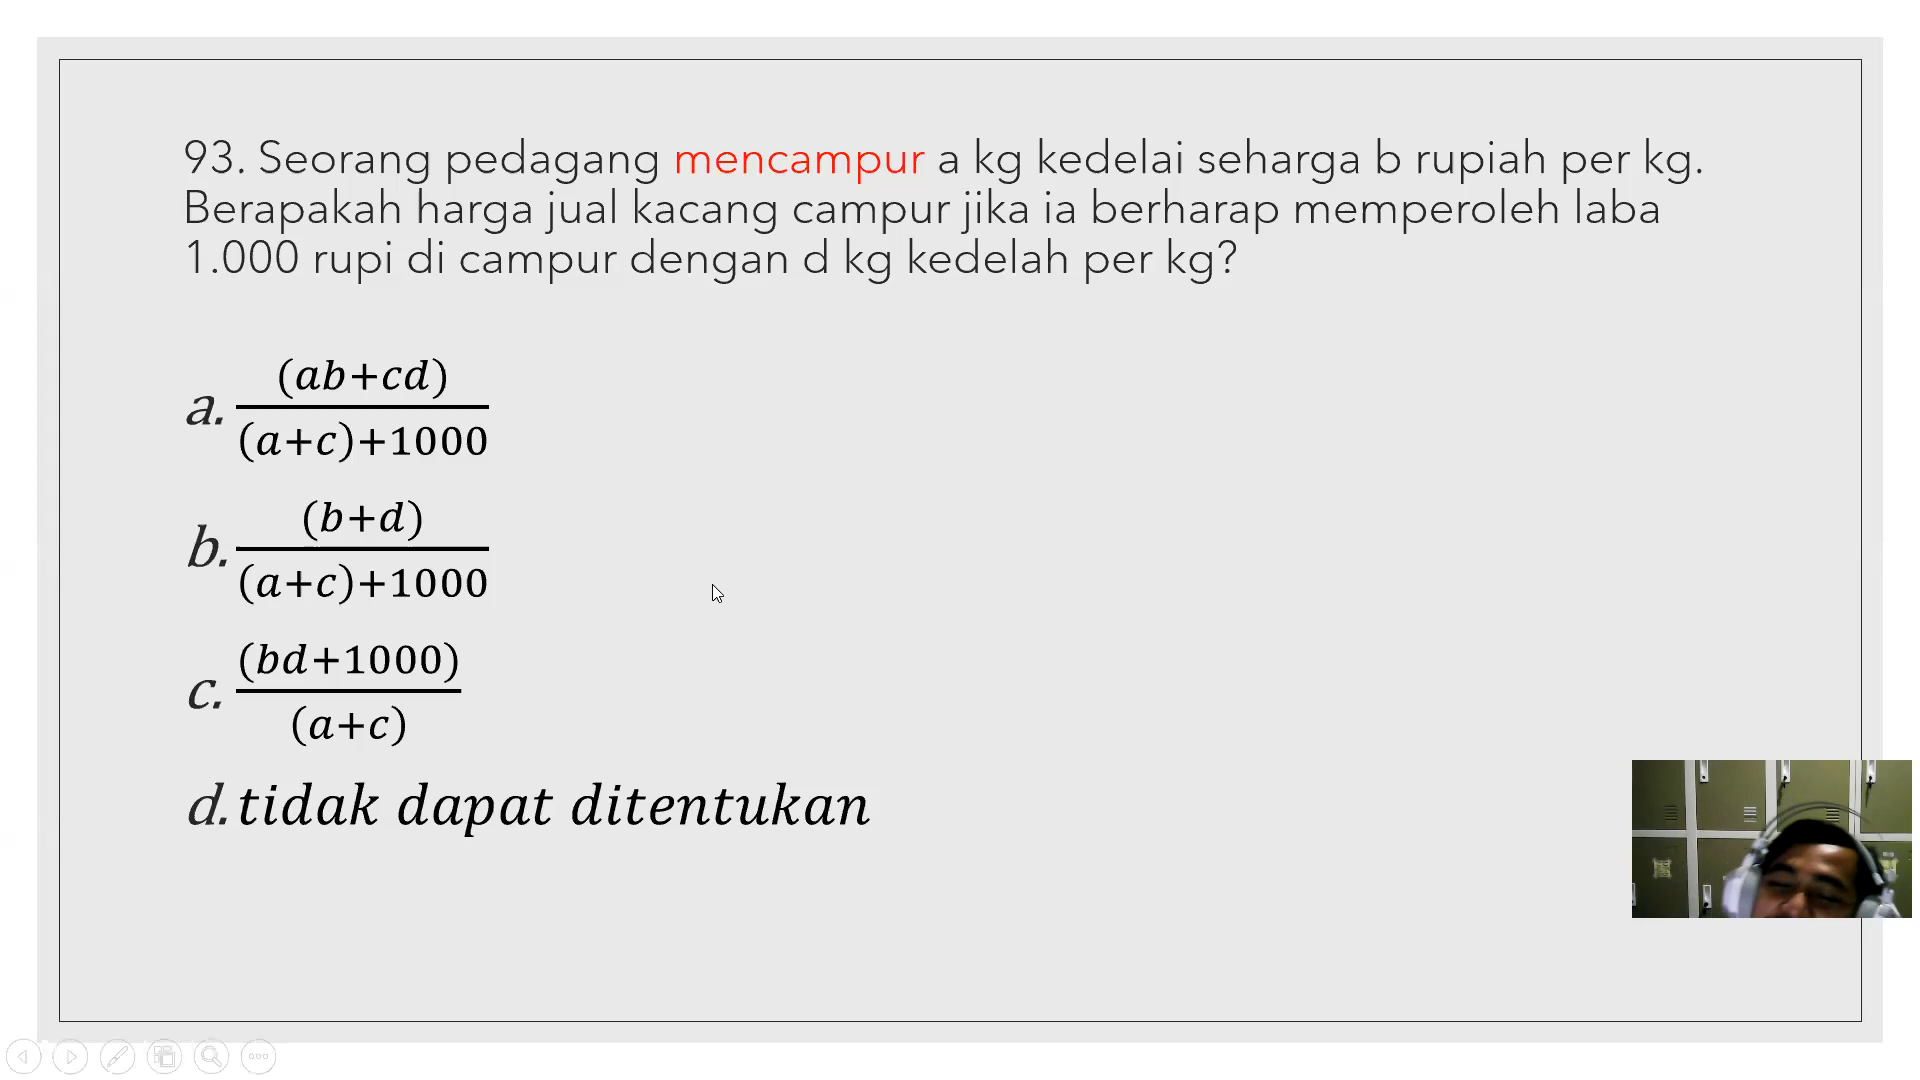 93. Seorang pedagang mencampur a kg kedelai seharga b rupiah per kg.
Berapakah harga jual kacang campur jika ia berharap memperoleh laba
1.000 rupi di campur dengan d kg kedelah per kg?
a. (ab+cd)/((a+c)+1000)
b. (b+d)/((a+c)+1000)
c. (bd+1000)/(a+c)
d. tidak dapat ditentukan